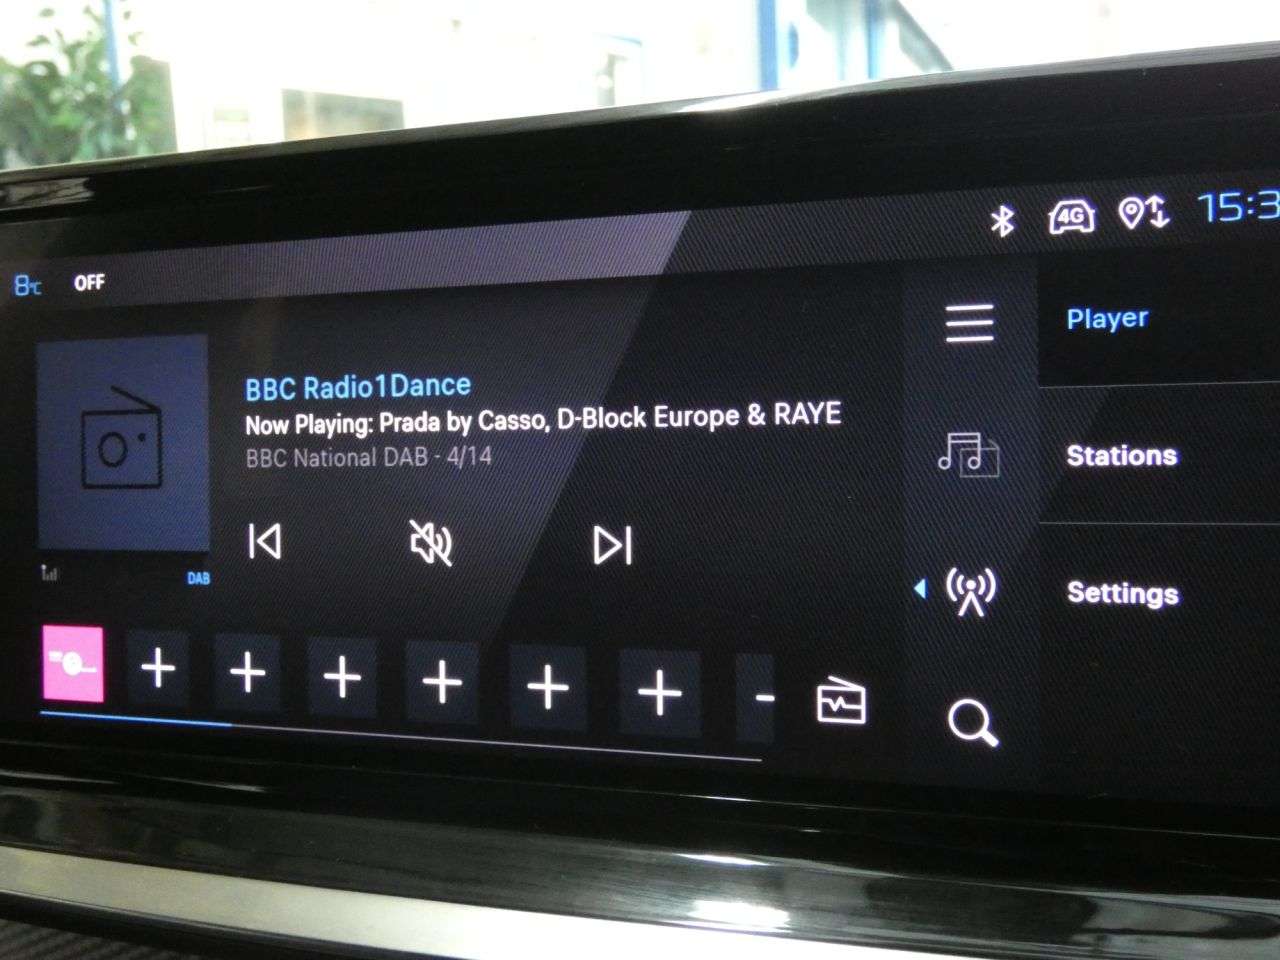 4G
15:3
8°C OFF
Player
BBC Radio1Dance
Now Playing: Prada by Casso, D-Block Europe & RAYE
BBC National DAB - 4/14
Stations
DAB
Settings